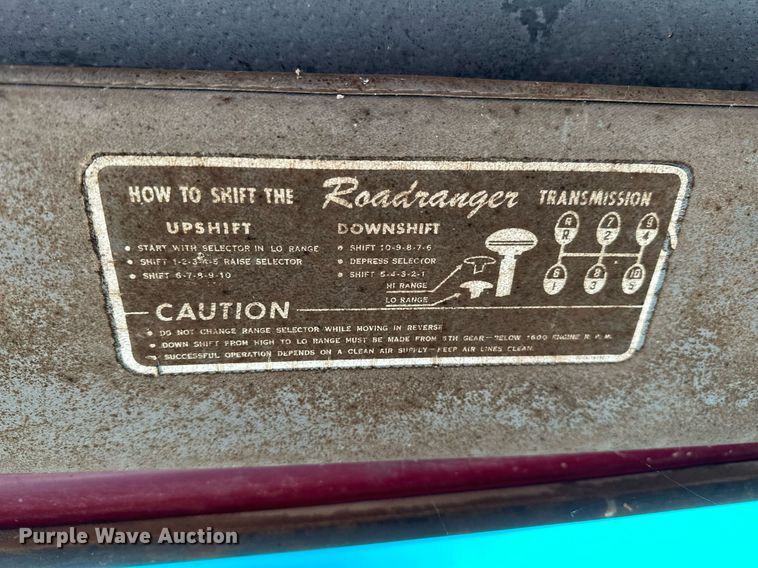 HOW TO SHIFT THE Roadranger TRANSMISSION
UPSHIFT
• START WITH SELECTOR IN LO RANGE
• SHIFT 1-2-3-4-5 RAISE SELECTOR
• SHIFT 6-7-8-9-10
DOWNSHIFT
• SHIFT 10-9-8-7-6
• DEPRESS SELECTOR
• SHIFT 5-4-3-2-1
HI RANGE
LO RANGE
R 7 9
R 2 4
6 8 10
1 3 5
CAUTION
• DO NOT CHANGE RANGE SELECTOR WHILE MOVING IN REVERSE
• DOWN SHIFT FROM HIGH TO LO RANGE MUST BE MADE FROM 6TH GEAR—BELOW 1600 ENGINE R.P.M.
• SUCCESSFUL OPERATION DEPENDS ON A CLEAN AIR SUPPLY—KEEP AIR LINES CLEAN.
Purple Wave Auction